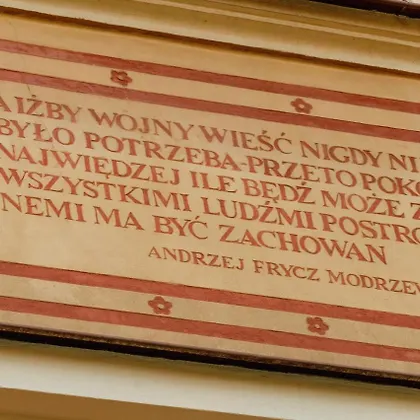 A IŻBY WOJNY WIEŚĆ NIGDY NI
BYŁO POTRZEBA-PRZETO POK
NAJWIĘDZEJ ILE BĘDŹ MOŻE Z
WSZYSTKIMI LUDŹMI POSTRO
NEMI MA BYĆ ZACHOWAN
ANDRZEJ FRYCZ MODRZEW